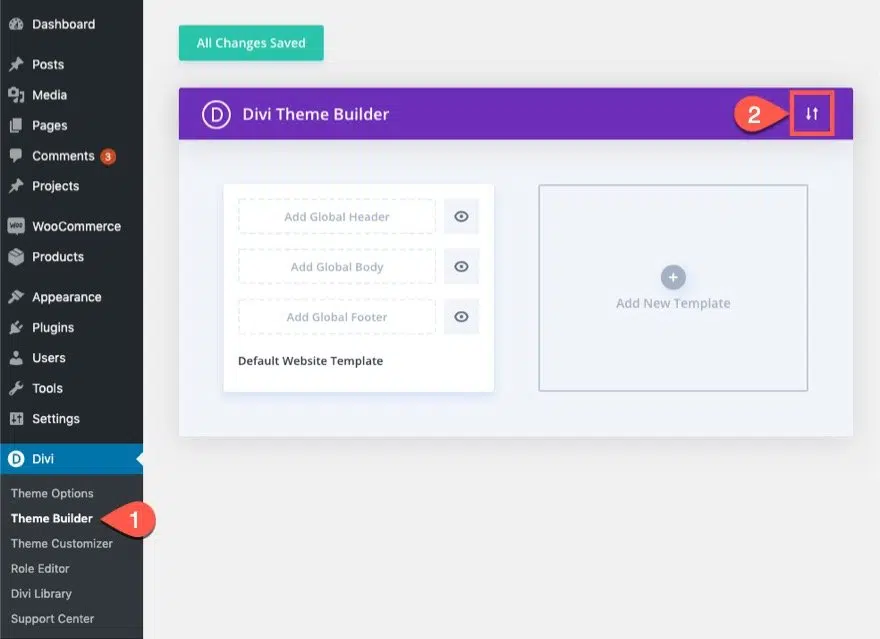 Dashboard
Posts
Media
Pages
Comments 3
Projects
WooCommerce
Products
Appearance
Plugins
Users
Tools
Settings
D Divi
Theme Options
Theme Builder
Theme Customizer
Role Editor
Divi Library
Support Center
1
All Changes Saved
D Divi Theme Builder
2
Add Global Header
Add Global Body
Add Global Footer
Default Website Template
+
Add New Template